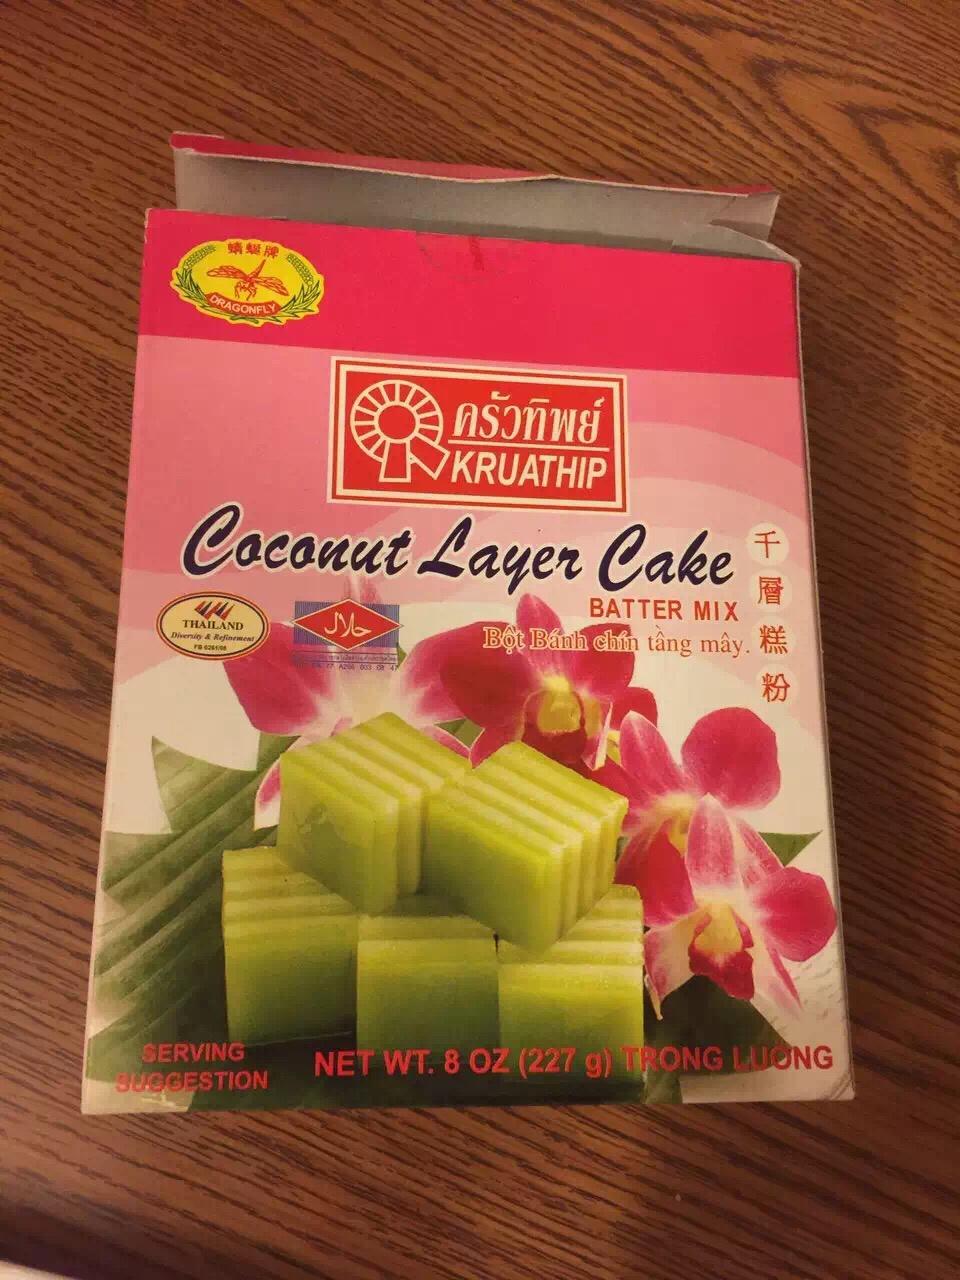 蜻蜓牌
DRAGONFLY
ครัวทิพย์
KRUATHIP
Coconut Layer Cake
BATTER MIX
Bột Bánh chín tầng mây.
千層糕粉
THAILAND
Diversity & Refinement
حلال
SERVING
SUGGESTION
NET WT. 8 OZ (227 g) TRONG LUŎNG